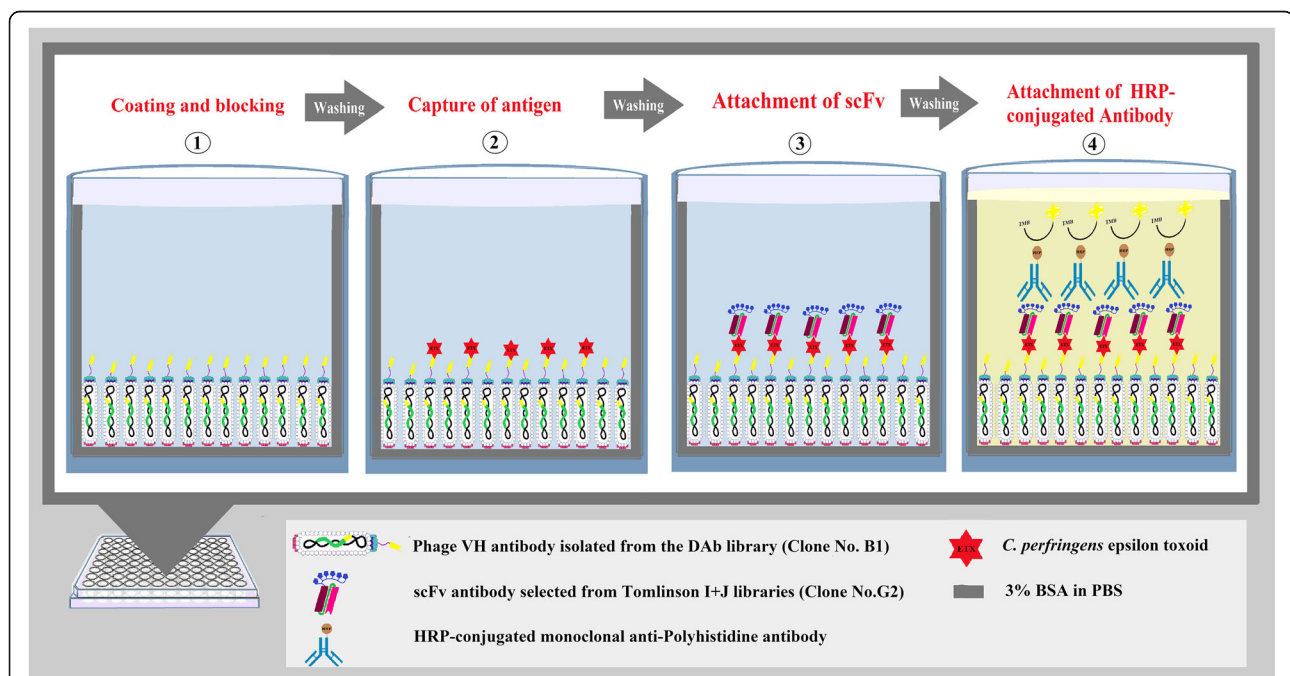 Coating and blocking
Washing
Capture of antigen
Washing
Attachment of scFv
Washing
Attachment of HRP-
conjugated Antibody
1
2
3
4
TMB TMB TMB TMB
HRP HRP HRP HRP
ETX ETX ETX ETX ETX
ETX ETX ETX ETX ETX
ETX ETX ETX ETX ETX
Phage VH antibody isolated from the DAb library (Clone No. B1)
ETX
C. perfringens epsilon toxoid
scFv antibody selected from Tomlinson I+J libraries (Clone No.G2)
3% BSA in PBS
HRP
HRP-conjugated monoclonal anti-Polyhistidine antibody